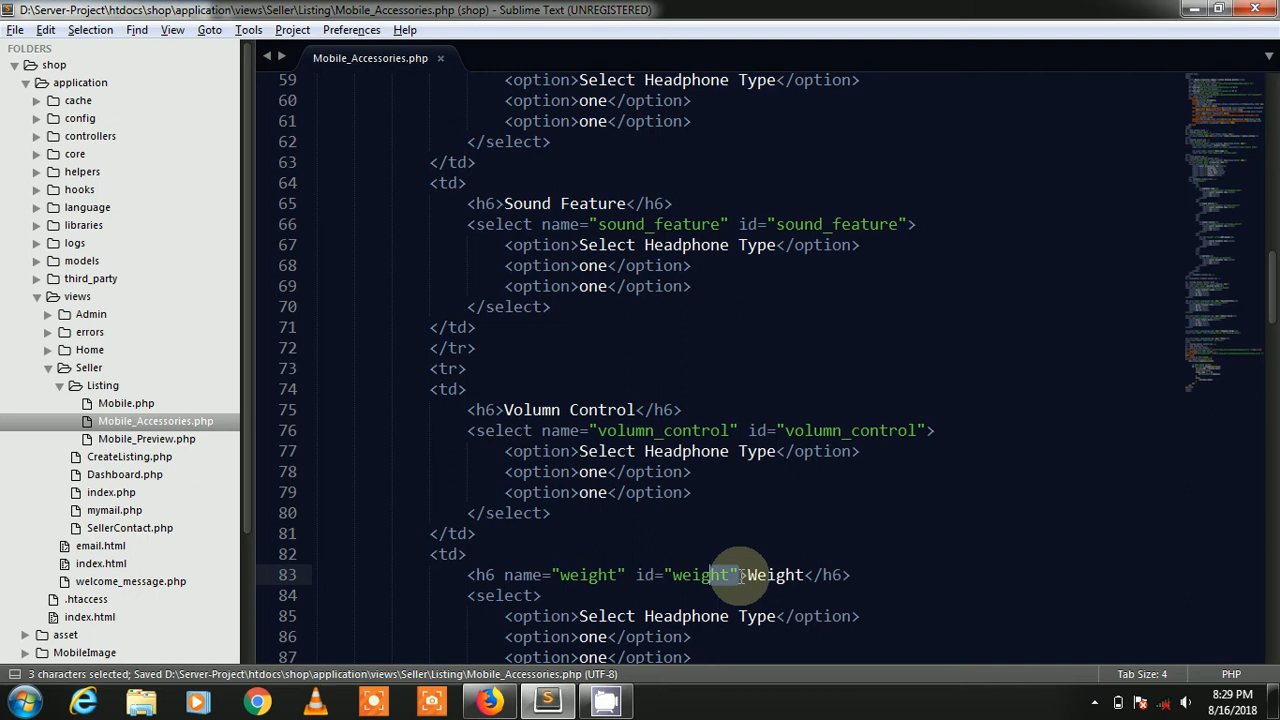 D:\Server-Project\htdocs\shop\application\views\Seller\Listing\Mobile_Accessories.php (shop) - Sublime Text (UNREGISTERED)
File Edit Selection Find View Goto Tools Project Preferences Help
FOLDERS
shop
application
cache
config
controllers
core
helpers
hooks
language
libraries
logs
models
third_party
views
Admin
errors
Home
Seller
Listing
Mobile.php
Mobile_Accessories.php
Mobile_Preview.php
CreateListing.php
Dashboard.php
index.php
mymail.php
SellerContact.php
email.html
index.html
welcome_message.php
.htaccess
index.html
asset
MobileImage
Mobile_Accessories.php ×
59 <option>Select Headphone Type</option>
60 <option>one</option>
61 <option>one</option>
62 </select>
63 </td>
64 <td>
65 <h6>Sound Feature</h6>
66 <select name="sound_feature" id="sound_feature">
67 <option>Select Headphone Type</option>
68 <option>one</option>
69 <option>one</option>
70 </select>
71 </td>
72 </tr>
73 <tr>
74 <td>
75 <h6>Volumn Control</h6>
76 <select name="volumn_control" id="volumn_control">
77 <option>Select Headphone Type</option>
78 <option>one</option>
79 <option>one</option>
80 </select>
81 </td>
82 <td>
83 <h6 name="weight" id="weight">Weight</h6>
84 <select>
85 <option>Select Headphone Type</option>
86 <option>one</option>
87 <option>one</option>
3 characters selected; Saved D:\Server-Project\htdocs\shop\application\views\Seller\Listing\Mobile_Accessories.php (UTF-8) Tab Size: 4 PHP
8:29 PM
8/16/2018